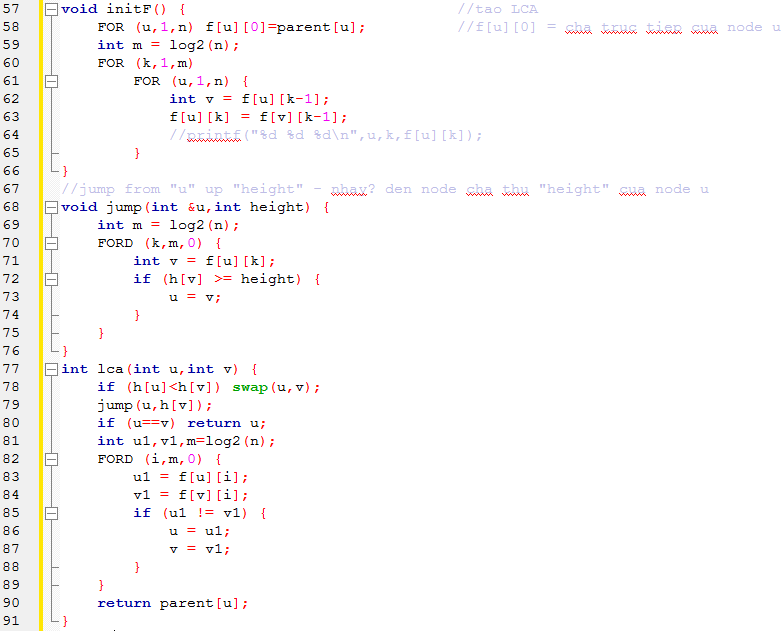 57 void initF() { //tao LCA
58 FOR (u,1,n) f[u][0]=parent[u]; //f[u][0] = cha truc tiep cua node u
59 int m = log2(n);
60 FOR (k,1,m)
61 FOR (u,1,n) {
62 int v = f[u][k-1];
63 f[u][k] = f[v][k-1];
64 //printf("%d %d %d\n",u,k,f[u][k]);
65 }
66 }
67 //jump from "u" up "height" - nhay? den node cha thu "height" cua node u
68 void jump(int &u,int height) {
69 int m = log2(n);
70 FORD (k,m,0) {
71 int v = f[u][k];
72 if (h[v] >= height) {
73 u = v;
74 }
75 }
76 }
77 int lca(int u,int v) {
78 if (h[u]<h[v]) swap(u,v);
79 jump(u,h[v]);
80 if (u==v) return u;
81 int u1,v1,m=log2(n);
82 FORD (i,m,0) {
83 u1 = f[u][i];
84 v1 = f[v][i];
85 if (u1 != v1) {
86 u = u1;
87 v = v1;
88 }
89 }
90 return parent[u];
91 }